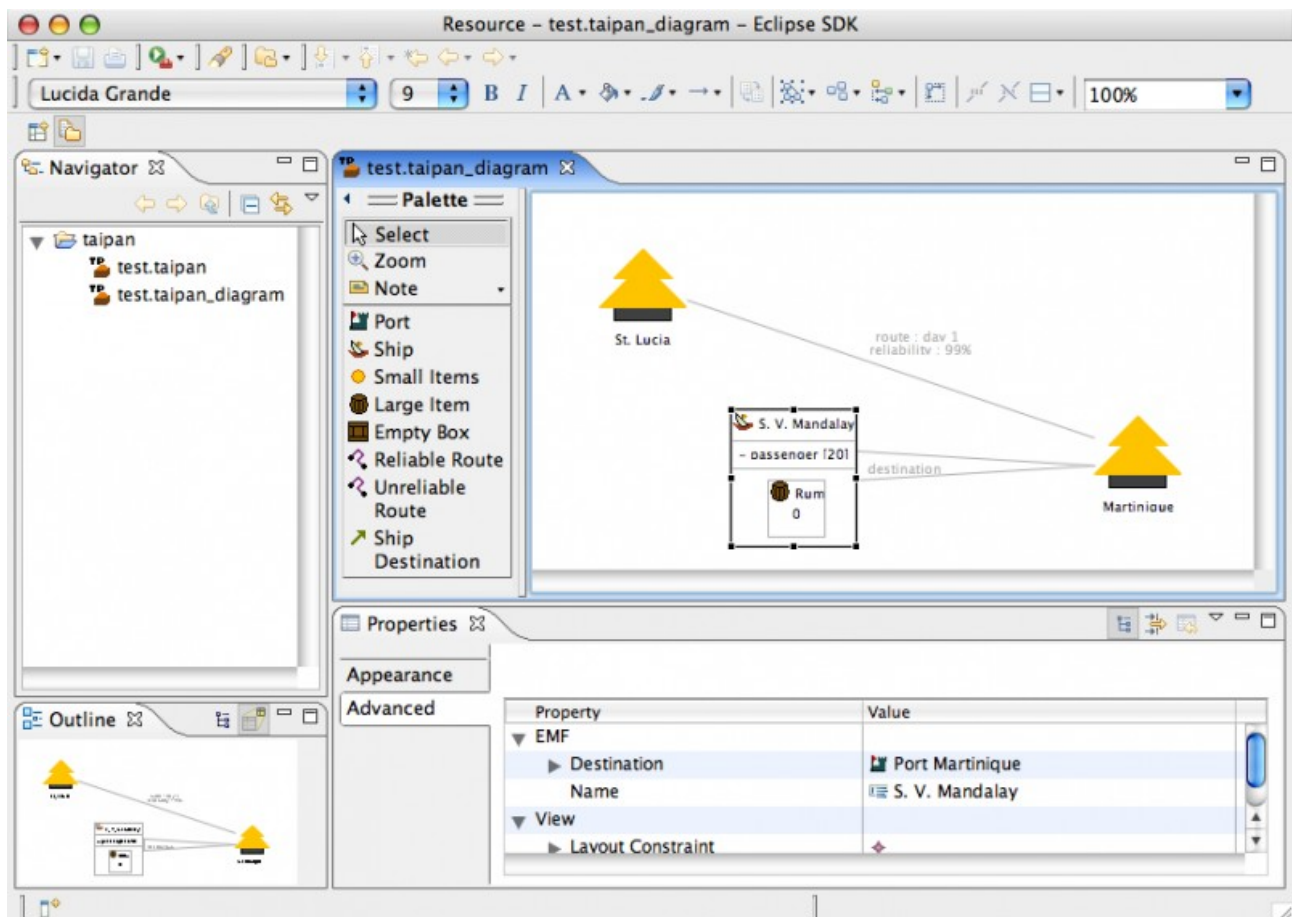 Resource – test.taipan_diagram – Eclipse SDK
Lucida Grande
9
B I
A
100%
Navigator
taipan
test.taipan
test.taipan_diagram
Outline
test.taipan_diagram
Palette
Select
Zoom
Note
Port
Ship
Small Items
Large Item
Empty Box
Reliable Route
Unreliable
Route
Ship
Destination
St. Lucia
route : day 1
reliability : 99%
S. V. Mandalay
– passenger [20]
destination
Rum
0
Martinique
Properties
Appearance
Advanced
Property Value
EMF
Destination Port Martinique
Name S. V. Mandalay
View
Layout Constraint